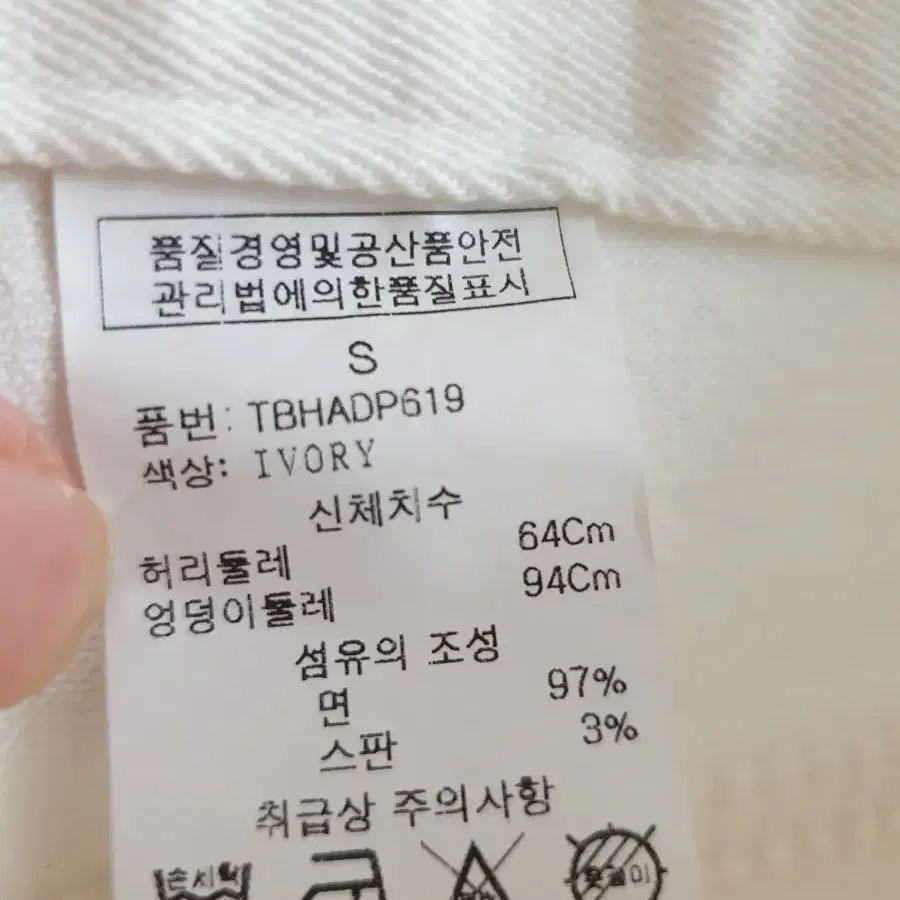 품질경영및공산품안전
관리법에의한품질표시
S
품번: TBHADP619
색상: IVORY
신체치수
허리둘레 64Cm
엉덩이둘레 94Cm
섬유의 조성
면 97%
스판 3%
취급상 주의사항
손세탁